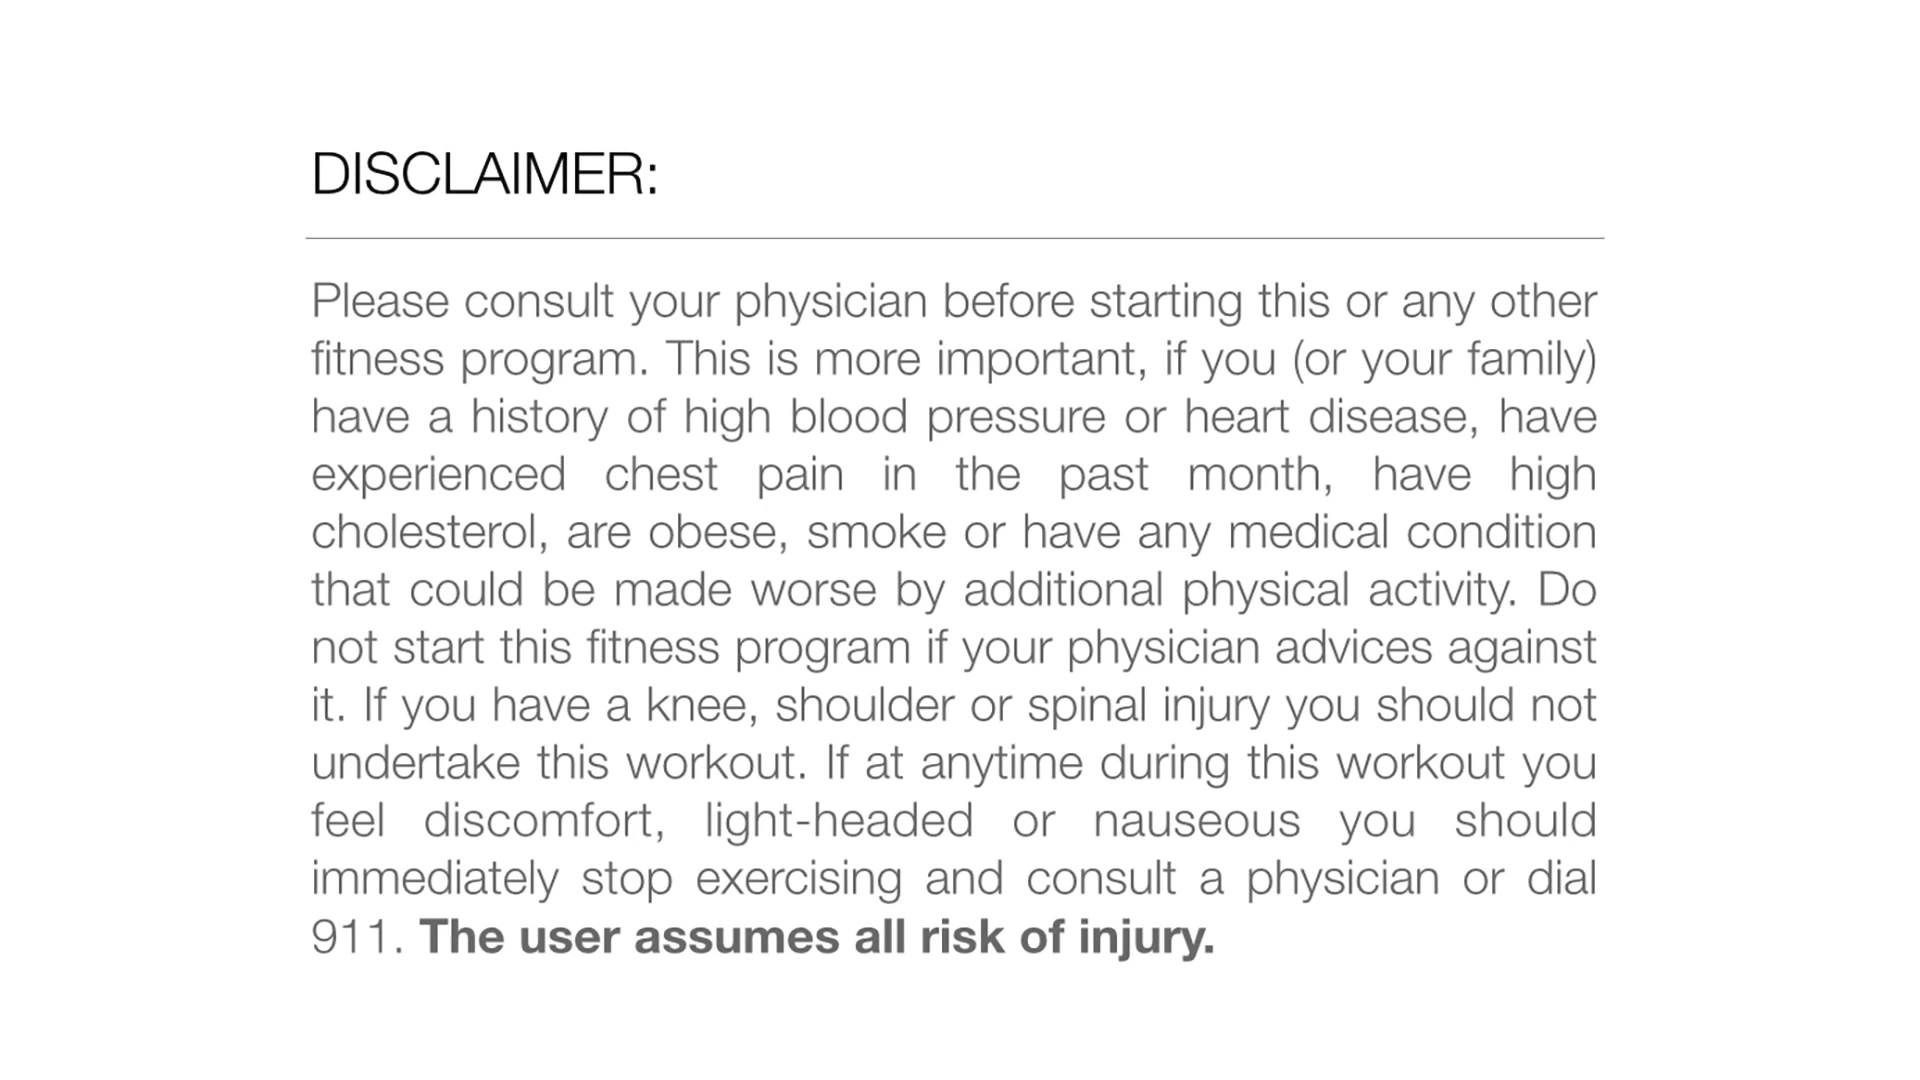 DISCLAIMER:
Please consult your physician before starting this or any other
fitness program. This is more important, if you (or your family)
have a history of high blood pressure or heart disease, have
experienced chest pain in the past month, have high
cholesterol, are obese, smoke or have any medical condition
that could be made worse by additional physical activity. Do
not start this fitness program if your physician advices against
it. If you have a knee, shoulder or spinal injury you should not
undertake this workout. If at anytime during this workout you
feel discomfort, light-headed or nauseous you should
immediately stop exercising and consult a physician or dial
911. The user assumes all risk of injury.